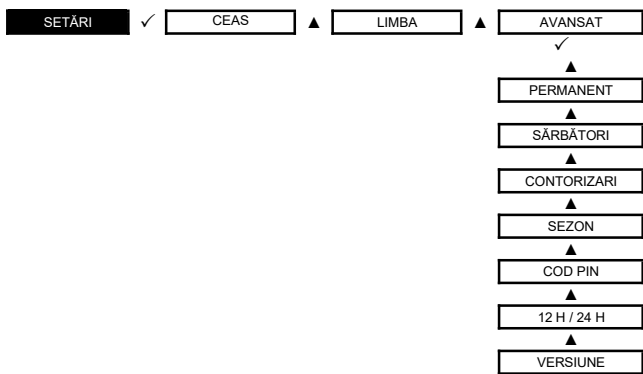 SETĂRI ✓ CEAS ▲ LIMBA ▲ AVANSAT
✓
▲
PERMANENT
▲
SĂRBĂTORI
▲
CONTORIZARI
▲
SEZON
▲
COD PIN
▲
12 H / 24 H
▲
VERSIUNE